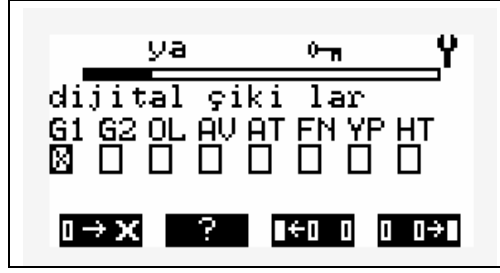 ya
dijital çiki lar
G1 G2 OL AV AT FN YP HT
?